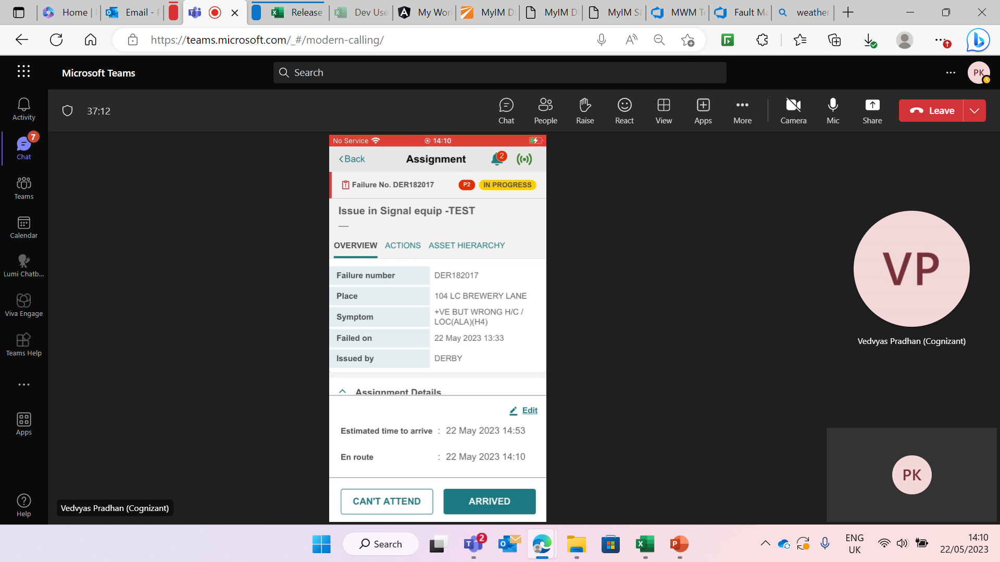 Home |
Email -
Release
Dev Use
My Wor
MyIM D
MyIM D
MyIM S
MWM T
Fault Ma
weather
https://teams.microsoft.com/_#/modern-calling/
Microsoft Teams
Search
PK
37:12
Chat
People
Raise
React
View
Apps
More
Camera
Mic
Share
Leave
Activity
7
Chat
Teams
Calendar
Lumi Chatb...
Viva Engage
Teams Help
Apps
Help
No Service
14:10
Back
Assignment
2
Failure No. DER182017
P2
IN PROGRESS
Issue in Signal equip -TEST
—
OVERVIEW
ACTIONS
ASSET HIERARCHY
Failure number
DER182017
Place
104 LC BREWERY LANE
Symptom
+VE BUT WRONG H/C /
LOC(ALA)(H4)
Failed on
22 May 2023 13:33
Issued by
DERBY
Assignment Details
Edit
Estimated time to arrive : 22 May 2023 14:53
En route : 22 May 2023 14:10
CAN'T ATTEND
ARRIVED
VP
Vedvyas Pradhan (Cognizant)
PK
Vedvyas Pradhan (Cognizant)
Search
2
ENG
UK
14:10
22/05/2023